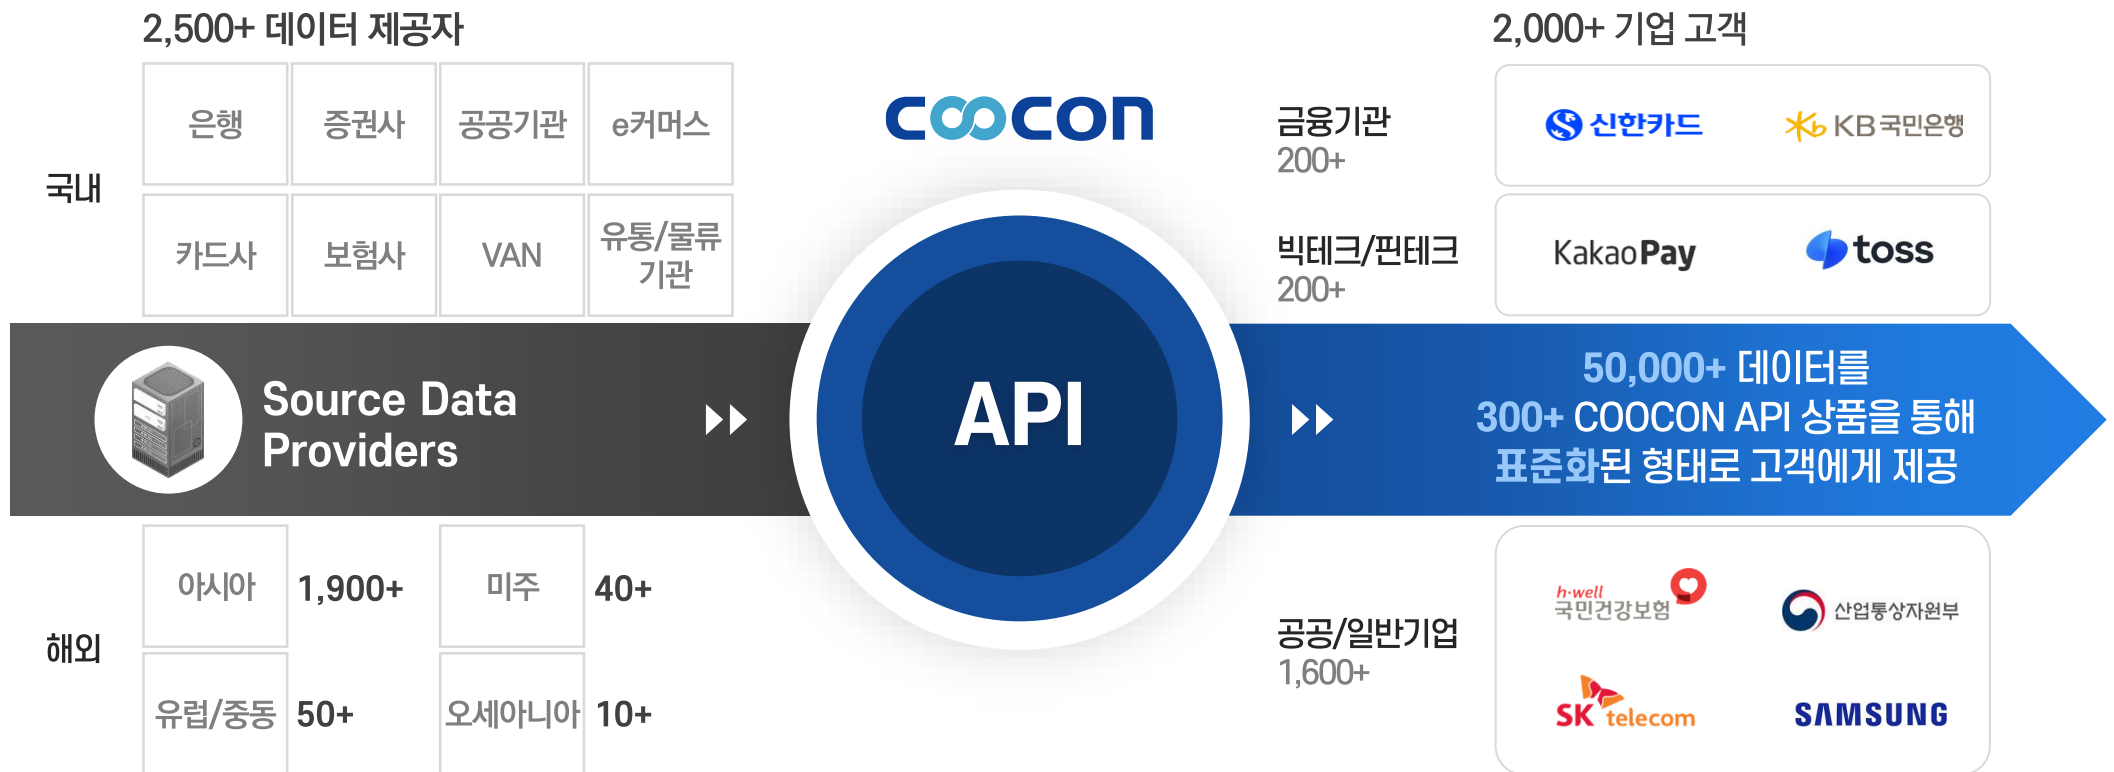 2,500+ 데이터 제공자
국내
은행
증권사
공공기관
e커머스
카드사
보험사
VAN
유통/물류
기관
Source Data
Providers
해외
아시아
1,900+
미주
40+
유럽/중동
50+
오세아니아
10+
coocon
API
2,000+ 기업 고객
금융기관
200+
신한카드
KB국민은행
빅테크/핀테크
200+
KakaoPay
toss
50,000+ 데이터를
300+ COOCON API 상품을 통해
표준화된 형태로 고객에게 제공
공공/일반기업
1,600+
h·well
국민건강보험
산업통상자원부
SK telecom
SAMSUNG